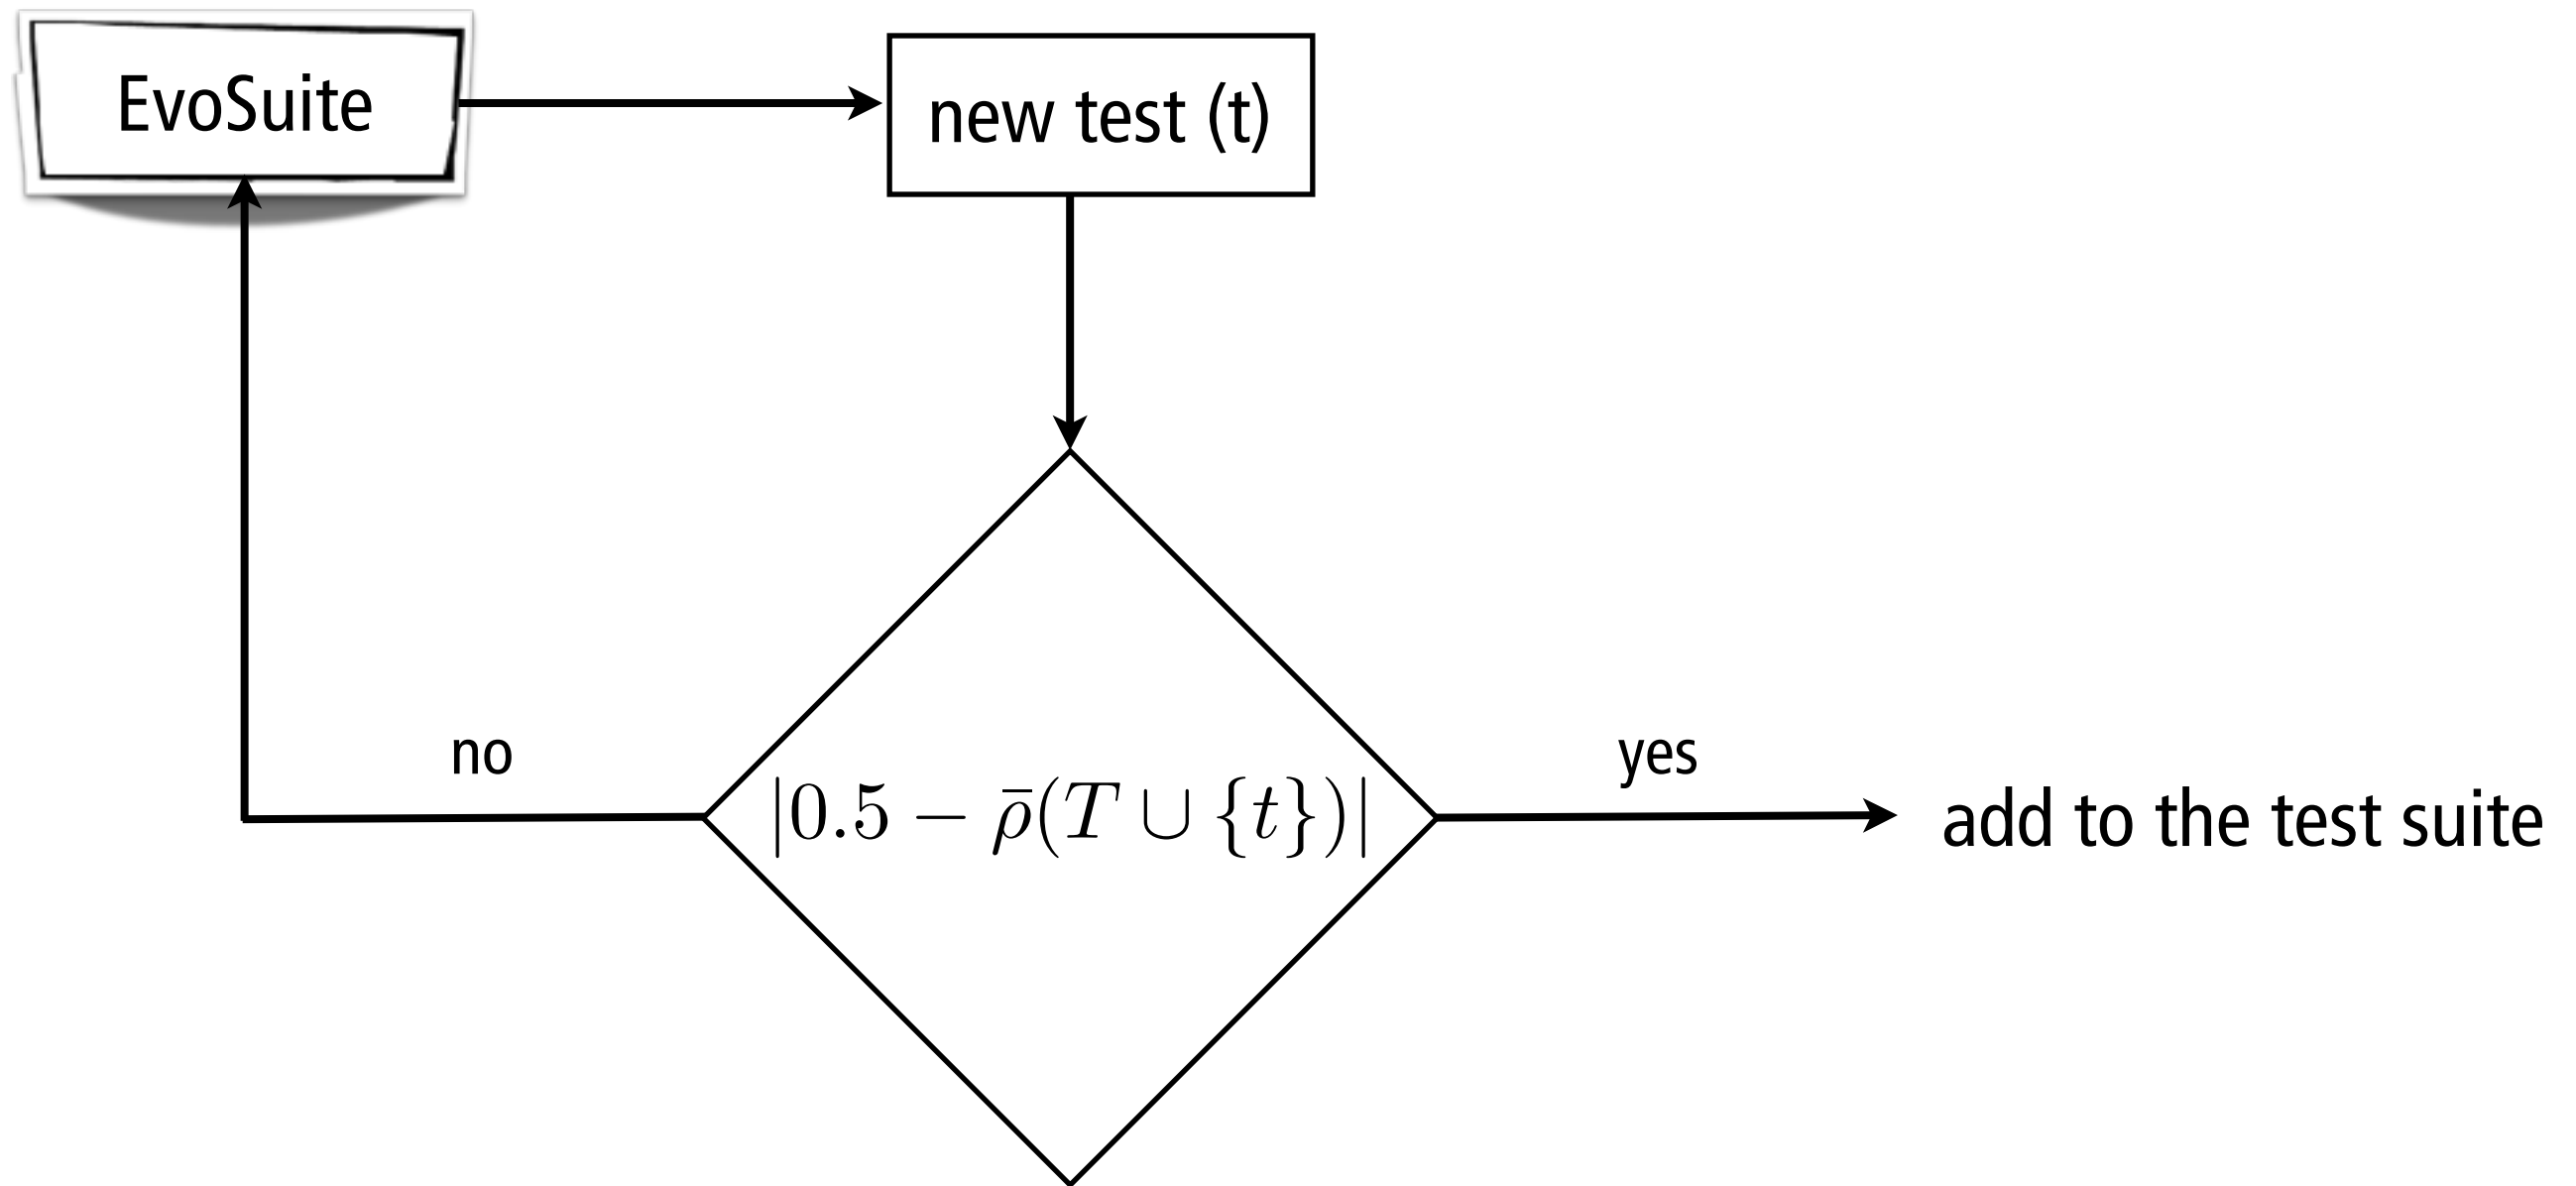 EvoSuite
new test (t)
no
yes
|0.5 − ρ̄(T ∪ {t})|
add to the test suite